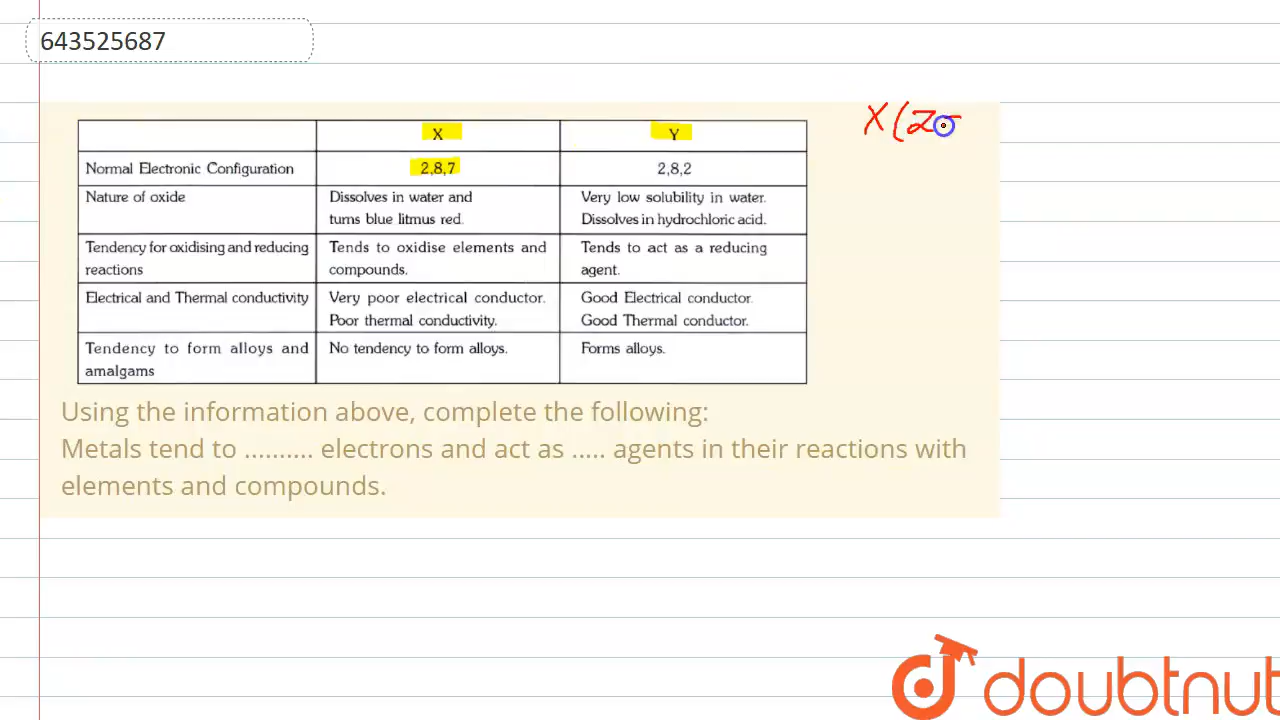 643525687
X (Z=
X Y
Normal Electronic Configuration 2,8,7 2,8,2
Nature of oxide Dissolves in water and Very low solubility in water.
turns blue litmus red. Dissolves in hydrochloric acid.
Tendency for oxidising and reducing Tends to oxidise elements and Tends to act as a reducing
reactions compounds. agent.
Electrical and Thermal conductivity Very poor electrical conductor. Good Electrical conductor.
Poor thermal conductivity. Good Thermal conductor.
Tendency to form alloys and No tendency to form alloys. Forms alloys.
amalgams
Using the information above, complete the following:
Metals tend to .......... electrons and act as ..... agents in their reactions with
elements and compounds.
doubtnut